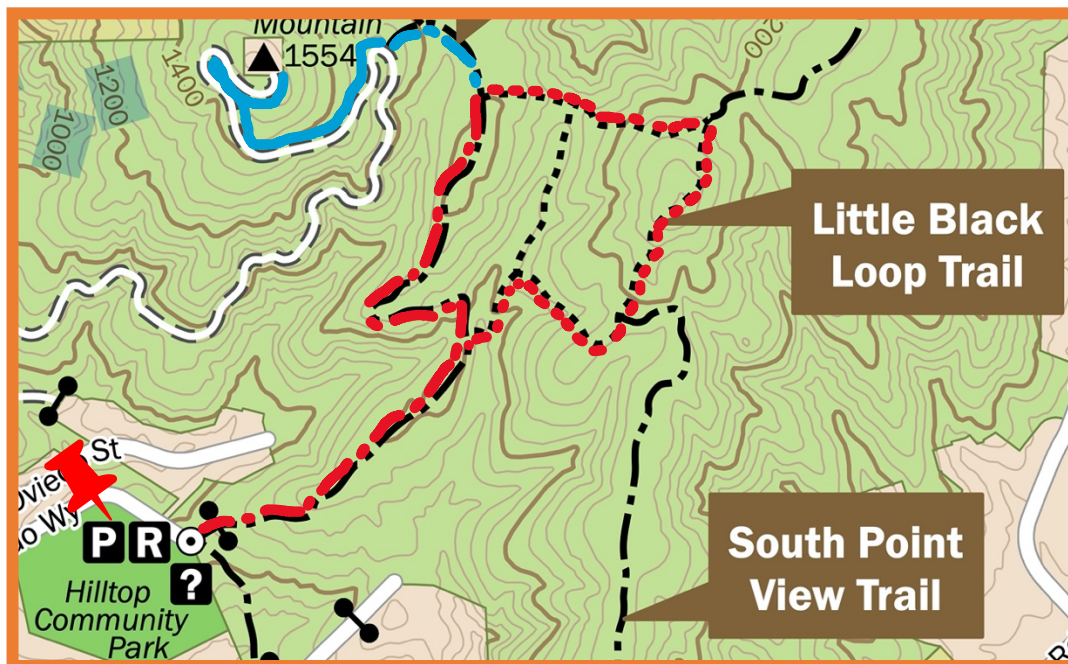 Mountain
1554
1400
1200
1000
200
Little Black
Loop Trail
St
P R
?
Hilltop
Community
Park
South Point
View Trail